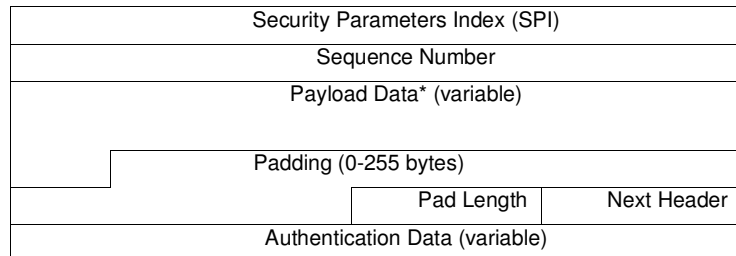 Security Parameters Index (SPI)
Sequence Number
Payload Data* (variable)
Padding (0-255 bytes)
Pad Length Next Header
Authentication Data (variable)